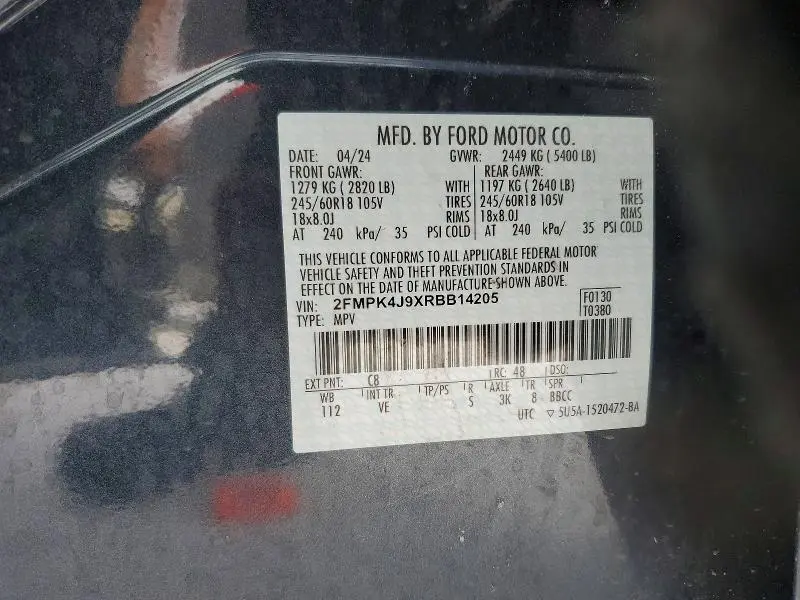 MFD. BY FORD MOTOR CO.
DATE: 04/24 GVWR: 2449 KG ( 5400 LB)
FRONT GAWR: REAR GAWR:
1279 KG ( 2820 LB) WITH 1197 KG ( 2640 LB) WITH
245/60R18 105V TIRES 245/60R18 105V TIRES
18x8.0J RIMS 18x8.0J RIMS
AT 240 kPa/ 35 PSI COLD AT 240 kPa/ 35 PSI COLD
THIS VEHICLE CONFORMS TO ALL APPLICABLE FEDERAL MOTOR
VEHICLE SAFETY AND THEFT PREVENTION STANDARDS IN
EFFECT ON THE DATE OF MANUFACTURE SHOWN ABOVE.
VIN: 2FMPK4J9XRBB14205 F0130
TYPE: MPV T0380
EXT PNT: C8 RC: 48 DSO:
WB INT TR TP/PS R AXLE TR SPR
112 VE S 3K 8 BBCC
UTC ▽ 5U5A-1520472-BA